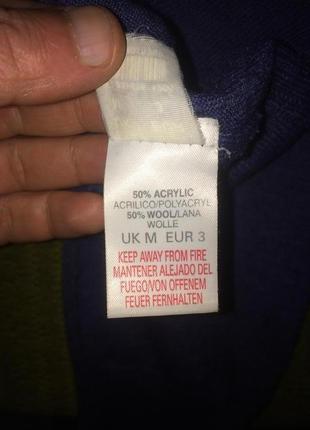 50% ACRYLIC
ACRILICO/POLYACRYL
50% WOOL/LANA
WOLLE
UK M EUR 3
KEEP AWAY FROM FIRE
MANTENER ALEJADO DEL
FUEGO/VON OFFENEM
FEUER FERNHALTEN